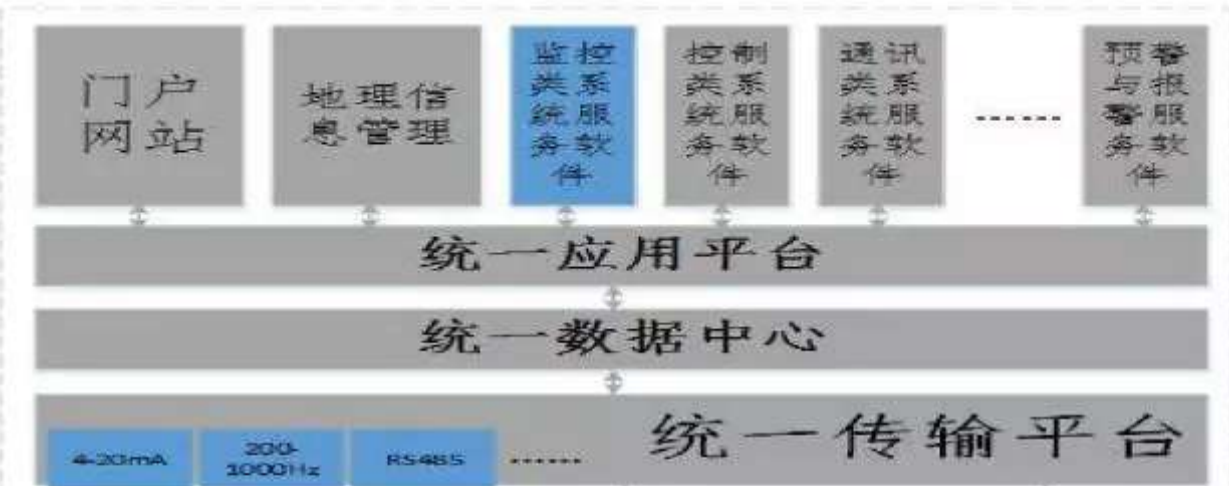 门户
网站
地理信
息管理
监控
类系
统服
务软
件
控制
类系
统服
务软
件
通讯
类系
统服
务软
件
......
预警
与报
警服
务软
件
统一应用平台
统一数据中心
统一传输平台
4-20mA
200-
1000Hz
RS485
......